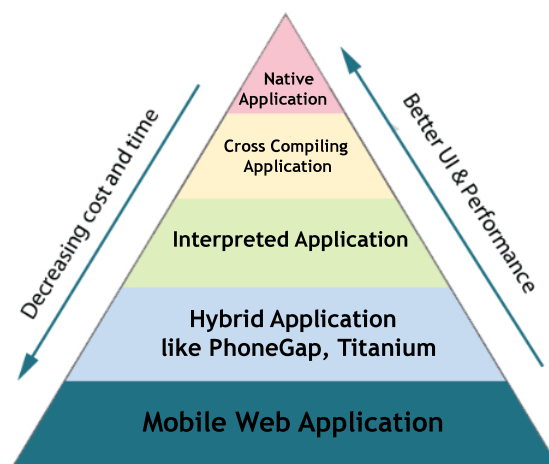 Native
Application
Cross Compiling
Application
Interpreted Application
Hybrid Application
like PhoneGap, Titanium
Mobile Web Application
Decreasing cost and time
Better UI & Performance